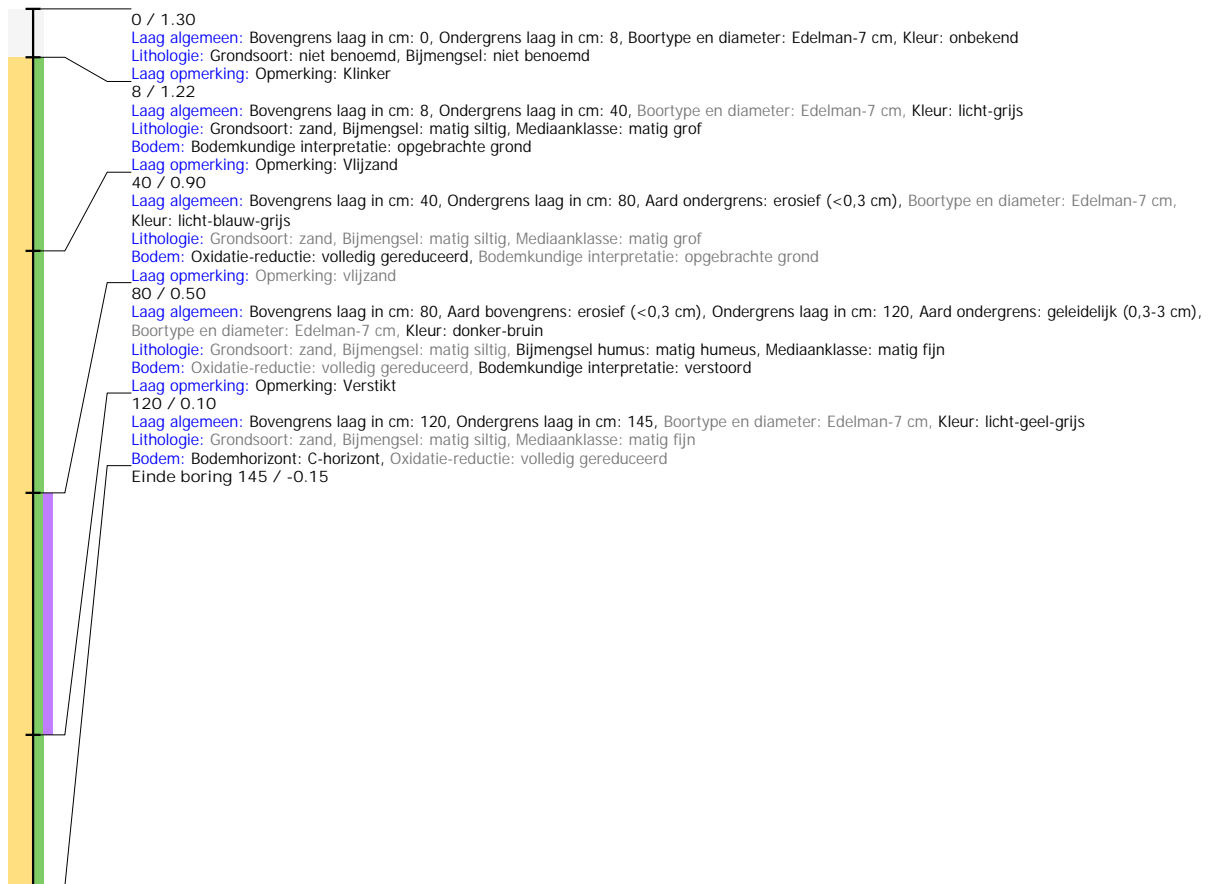 0 / 1.30
Laag algemeen: Bovengrens laag in cm: 0, Ondergrens laag in cm: 8, Boortype en diameter: Edelman-7 cm, Kleur: onbekend
Lithologie: Grondsoort: niet benoemd, Bijmengsel: niet benoemd
Laag opmerking: Opmerking: Klinker
8 / 1.22
Laag algemeen: Bovengrens laag in cm: 8, Ondergrens laag in cm: 40, Boortype en diameter: Edelman-7 cm, Kleur: licht-grijs
Lithologie: Grondsoort: zand, Bijmengsel: matig siltig, Mediaanklasse: matig grof
Bodem: Bodemkundige interpretatie: opgebrachte grond
Laag opmerking: Opmerking: Vlijzand
40 / 0.90
Laag algemeen: Bovengrens laag in cm: 40, Ondergrens laag in cm: 80, Aard ondergrens: erosief (<0,3 cm), Boortype en diameter: Edelman-7 cm,
Kleur: licht-blauw-grijs
Lithologie: Grondsoort: zand, Bijmengsel: matig siltig, Mediaanklasse: matig grof
Bodem: Oxidatie-reductie: volledig gereduceerd, Bodemkundige interpretatie: opgebrachte grond
Laag opmerking: Opmerking: vlijzand
80 / 0.50
Laag algemeen: Bovengrens laag in cm: 80, Aard bovengrens: erosief (<0,3 cm), Ondergrens laag in cm: 120, Aard ondergrens: geleidelijk (0,3-3 cm),
Boortype en diameter: Edelman-7 cm, Kleur: donker-bruin
Lithologie: Grondsoort: zand, Bijmengsel: matig siltig, Bijmengsel humus: matig humeus, Mediaanklasse: matig fijn
Bodem: Oxidatie-reductie: volledig gereduceerd, Bodemkundige interpretatie: verstoord
Laag opmerking: Opmerking: Verstikt
120 / 0.10
Laag algemeen: Bovengrens laag in cm: 120, Ondergrens laag in cm: 145, Boortype en diameter: Edelman-7 cm, Kleur: licht-geel-grijs
Lithologie: Grondsoort: zand, Bijmengsel: matig siltig, Mediaanklasse: matig fijn
Bodem: Bodemhorizont: C-horizont, Oxidatie-reductie: volledig gereduceerd
Einde boring 145 / -0.15